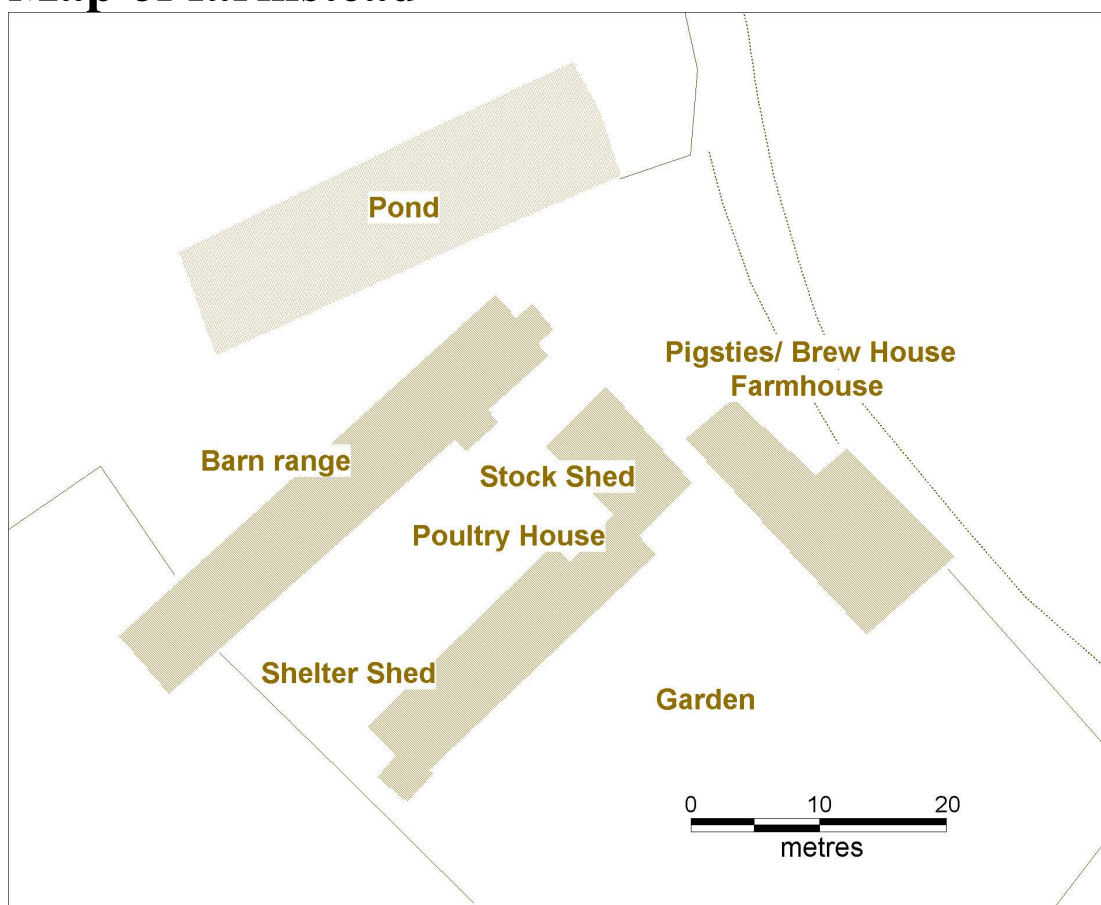 Pond
Pigsties/ Brew House
Farmhouse
Barn range
Stock Shed
Poultry House
Shelter Shed
Garden
0 10 20
metres